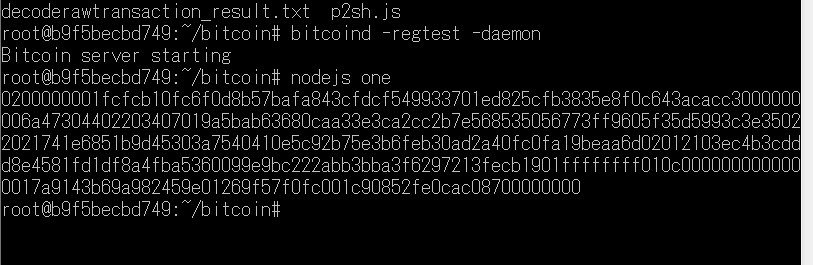 decoderawtransaction_result.txt  p2sh.js
root@b9f5becbd749:~/bitcoin# bitcoind -regtest -daemon
Bitcoin server starting
root@b9f5becbd749:~/bitcoin# nodejs one
0200000001fcfcb10fc6f0d8b57bafa843cfdcf549933701ed825cfb3835e8f0c643acacc3000000
006a47304402203407019a5bab63680caa33e3ca2cc2b7e568535056773ff9605f35d5993c3e3502
2021741e6851b9d45303a7540410e5c92b75e3b6feb30ad2a40fc0fa19beaa6d02012103ec4b3cdd
d8e4581fd1df8a4fba5360099e9bc222abb3bba3f6297213fecb1901ffffffff010c000000000000
0017a9143b69a982459e01269f57f0fc001c90852fe0cac08700000000
root@b9f5becbd749:~/bitcoin#